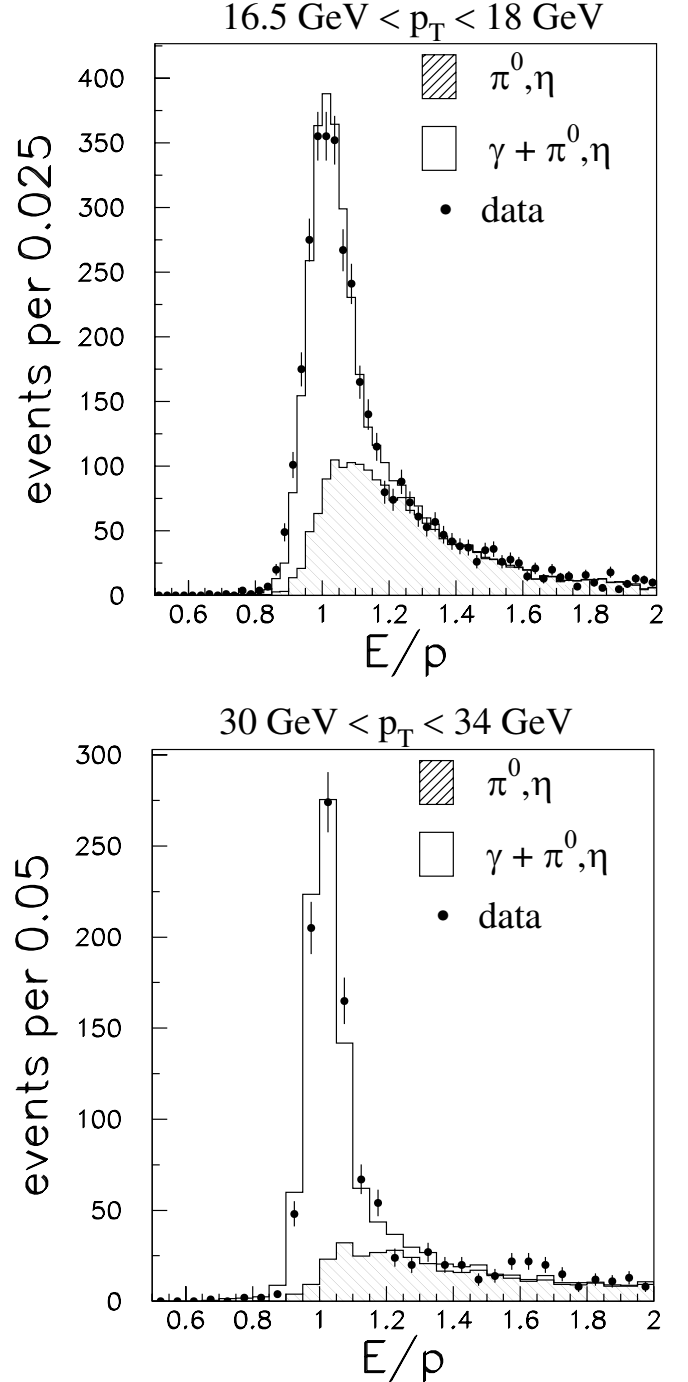 16.5 GeV < p_T < 18 GeV
events per 0.025
400
350
300
250
200
150
100
50
0
π⁰,η
γ + π⁰,η
data
0.6 0.8 1 1.2 1.4 1.6 1.8 2
E/p
30 GeV < p_T < 34 GeV
events per 0.05
300
250
200
150
100
50
0
π⁰,η
γ + π⁰,η
data
0.6 0.8 1 1.2 1.4 1.6 1.8 2
E/p